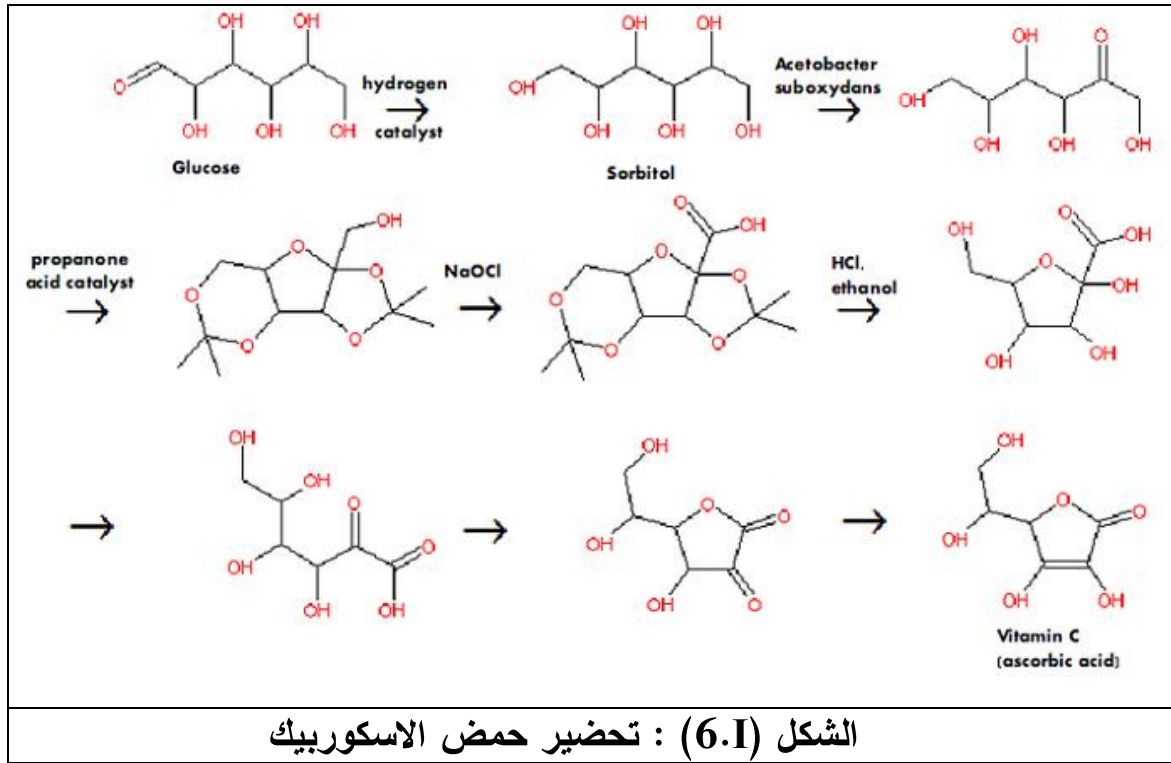 OH OH OH
O OH OH OH
Glucose
hydrogen
catalyst
OH OH
OH OH OH OH
Sorbitol
Acetobacter
suboxydans
OH O
OH OH OH OH
propanone
acid catalyst
OH
O O
O O O
NaOCl
O OH
O O
O O O
HCl,
ethanol
OH O OH
O OH
OH OH
OH
OH O
OH O
OH OH
OH
O O
OH
OH O
OH
O O
OH
OH OH
Vitamin C
(ascorbic acid)
الشكل (6.I) : تحضير حمض الاسكوربيك